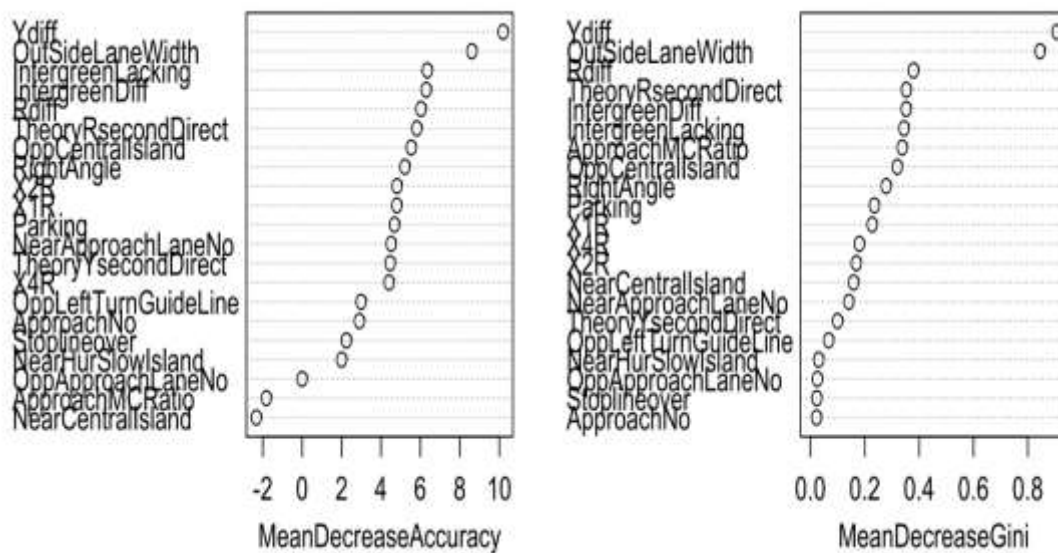 Ydiff
OutSideLaneWidth
IntergreenLacking
IntergreenDiff
Rdiff
TheoryRsecondDirect
OppCentralIsland
RightAngle
X2R
X1R
Parking
NearApproachLaneNo
TheoryYsecondDirect
X4R
OppLeftTurnGuideLine
ApproachNo
Stoplineover
NearHurSlowIsland
OppApproachLaneNo
ApproachMCRatio
NearCentralIsland
-2 0 2 4 6 8 10
MeanDecreaseAccuracy
Ydiff
OutSideLaneWidth
Rdiff
TheoryRsecondDirect
IntergreenDiff
IntergreenLacking
ApproachMCRatio
OppCentralIsland
RightAngle
Parking
X1R
X4R
X2R
NearCentralIsland
NearApproachLaneNo
TheoryYsecondDirect
OppLeftTurnGuideLine
NearHurSlowIsland
OppApproachLaneNo
Stoplineover
ApproachNo
0.0 0.2 0.4 0.6 0.8
MeanDecreaseGini